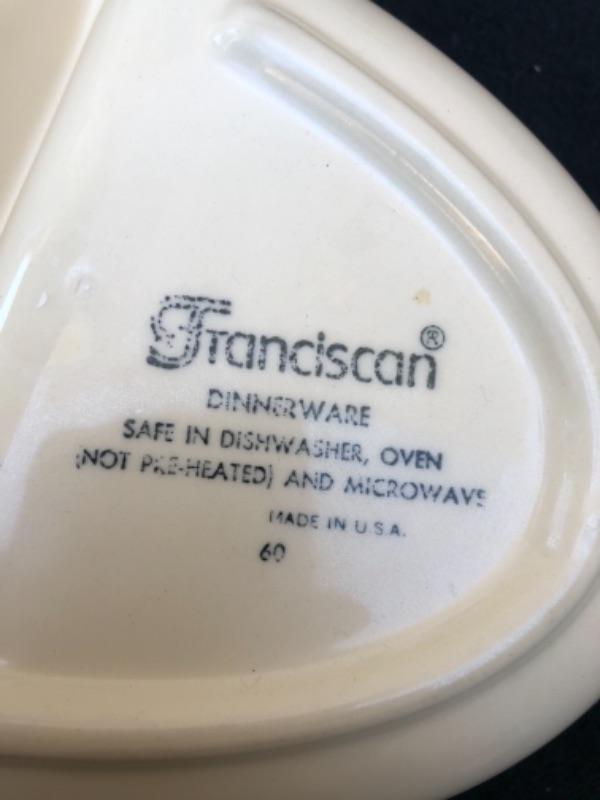 Franciscan®
DINNERWARE
SAFE IN DISHWASHER, OVEN
(NOT PRE-HEATED) AND MICROWAVE
MADE IN U.S.A.
60